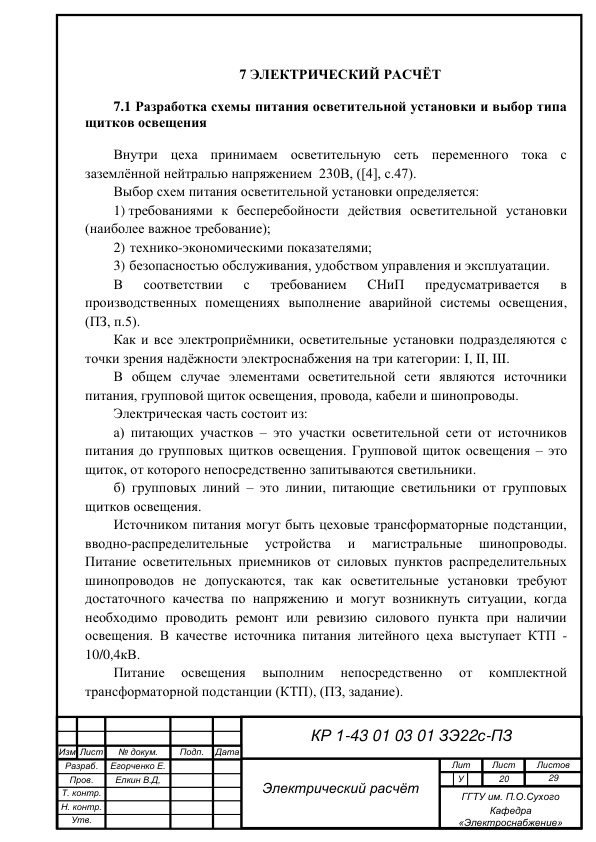 7 ЭЛЕКТРИЧЕСКИЙ РАСЧЁТ
7.1 Разработка схемы питания осветительной установки и выбор типа
щитков освещения
Внутри цеха принимаем осветительную сеть переменного тока с
заземлённой нейтралью напряжением 230В, ([4], с.47).
Выбор схем питания осветительной установки определяется:
1) требованиями к бесперебойности действия осветительной установки
(наиболее важное требование);
2) технико-экономическими показателями;
3) безопасностью обслуживания, удобством управления и эксплуатации.
В соответствии с требованием СНиП предусматривается в
производственных помещениях выполнение аварийной системы освещения,
(ПЗ, п.5).
Как и все электроприёмники, осветительные установки подразделяются с
точки зрения надёжности электроснабжения на три категории: I, II, III.
В общем случае элементами осветительной сети являются источники
питания, групповой щиток освещения, провода, кабели и шинопроводы.
Электрическая часть состоит из:
а) питающих участков – это участки осветительной сети от источников
питания до групповых щитков освещения. Групповой щиток освещения – это
щиток, от которого непосредственно запитываются светильники.
б) групповых линий – это линии, питающие светильники от групповых
щитков освещения.
Источником питания могут быть цеховые трансформаторные подстанции,
вводно-распределительные устройства и магистральные шинопроводы.
Питание осветительных приемников от силовых пунктов распределительных
шинопроводов не допускаются, так как осветительные установки требуют
достаточного качества по напряжению и могут возникнуть ситуации, когда
необходимо проводить ремонт или ревизию силового пункта при наличии
освещения. В качестве источника питания литейного цеха выступает КТП -
10/0,4кВ.
Питание освещения выполним непосредственно от комплектной
трансформаторной подстанции (КТП), (ПЗ, задание).
КР 1-43 01 03 01 ЗЭ22с-ПЗ
Изм Лист № докум. Подп. Дата
Разраб. Егорченко Е.
Пров. Елкин В.Д,
Т. контр.
Н. контр.
Утв.
Электрический расчёт
Лит Лист Листов
У 20 29
ГГТУ им. П.О.Сухого
Кафедра
«Электроснабжение»